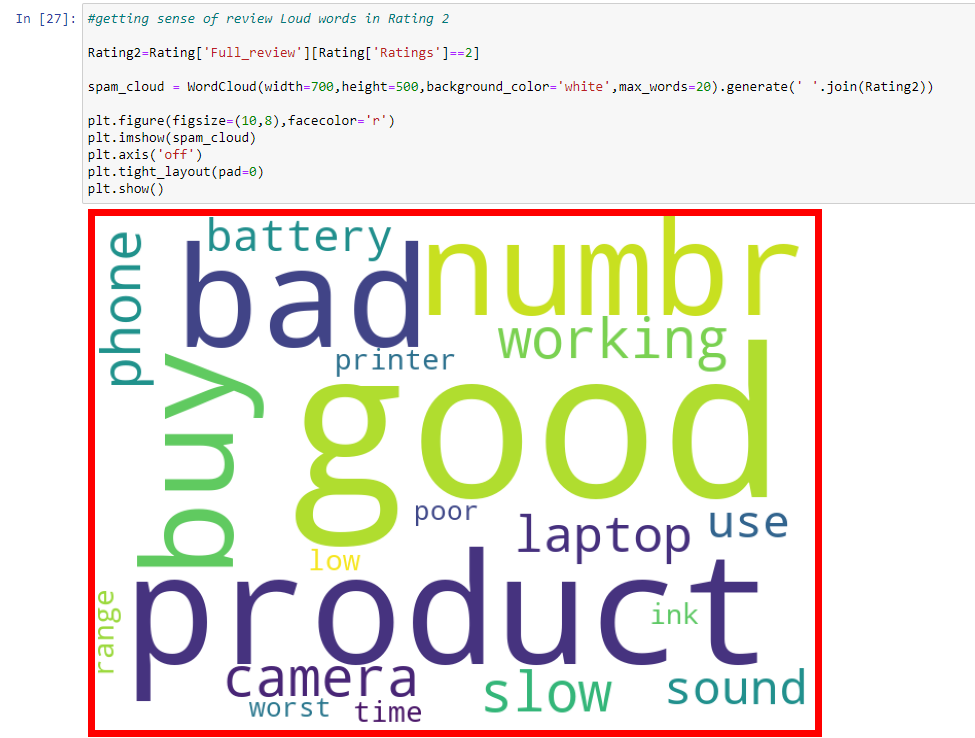 In [27]: #getting sense of review Loud words in Rating 2
Rating2=Rating['Full_review'][Rating['Ratings']==2]
spam_cloud = WordCloud(width=700,height=500,background_color='white',max_words=20).generate(' '.join(Rating2))
plt.figure(figsize=(10,8),facecolor='r')
plt.imshow(spam_cloud)
plt.axis('off')
plt.tight_layout(pad=0)
plt.show()
phone
battery
bad
numbr
working
printer
buy
good
poor
laptop
use
low
product
range
ink
camera
slow
sound
worst
time